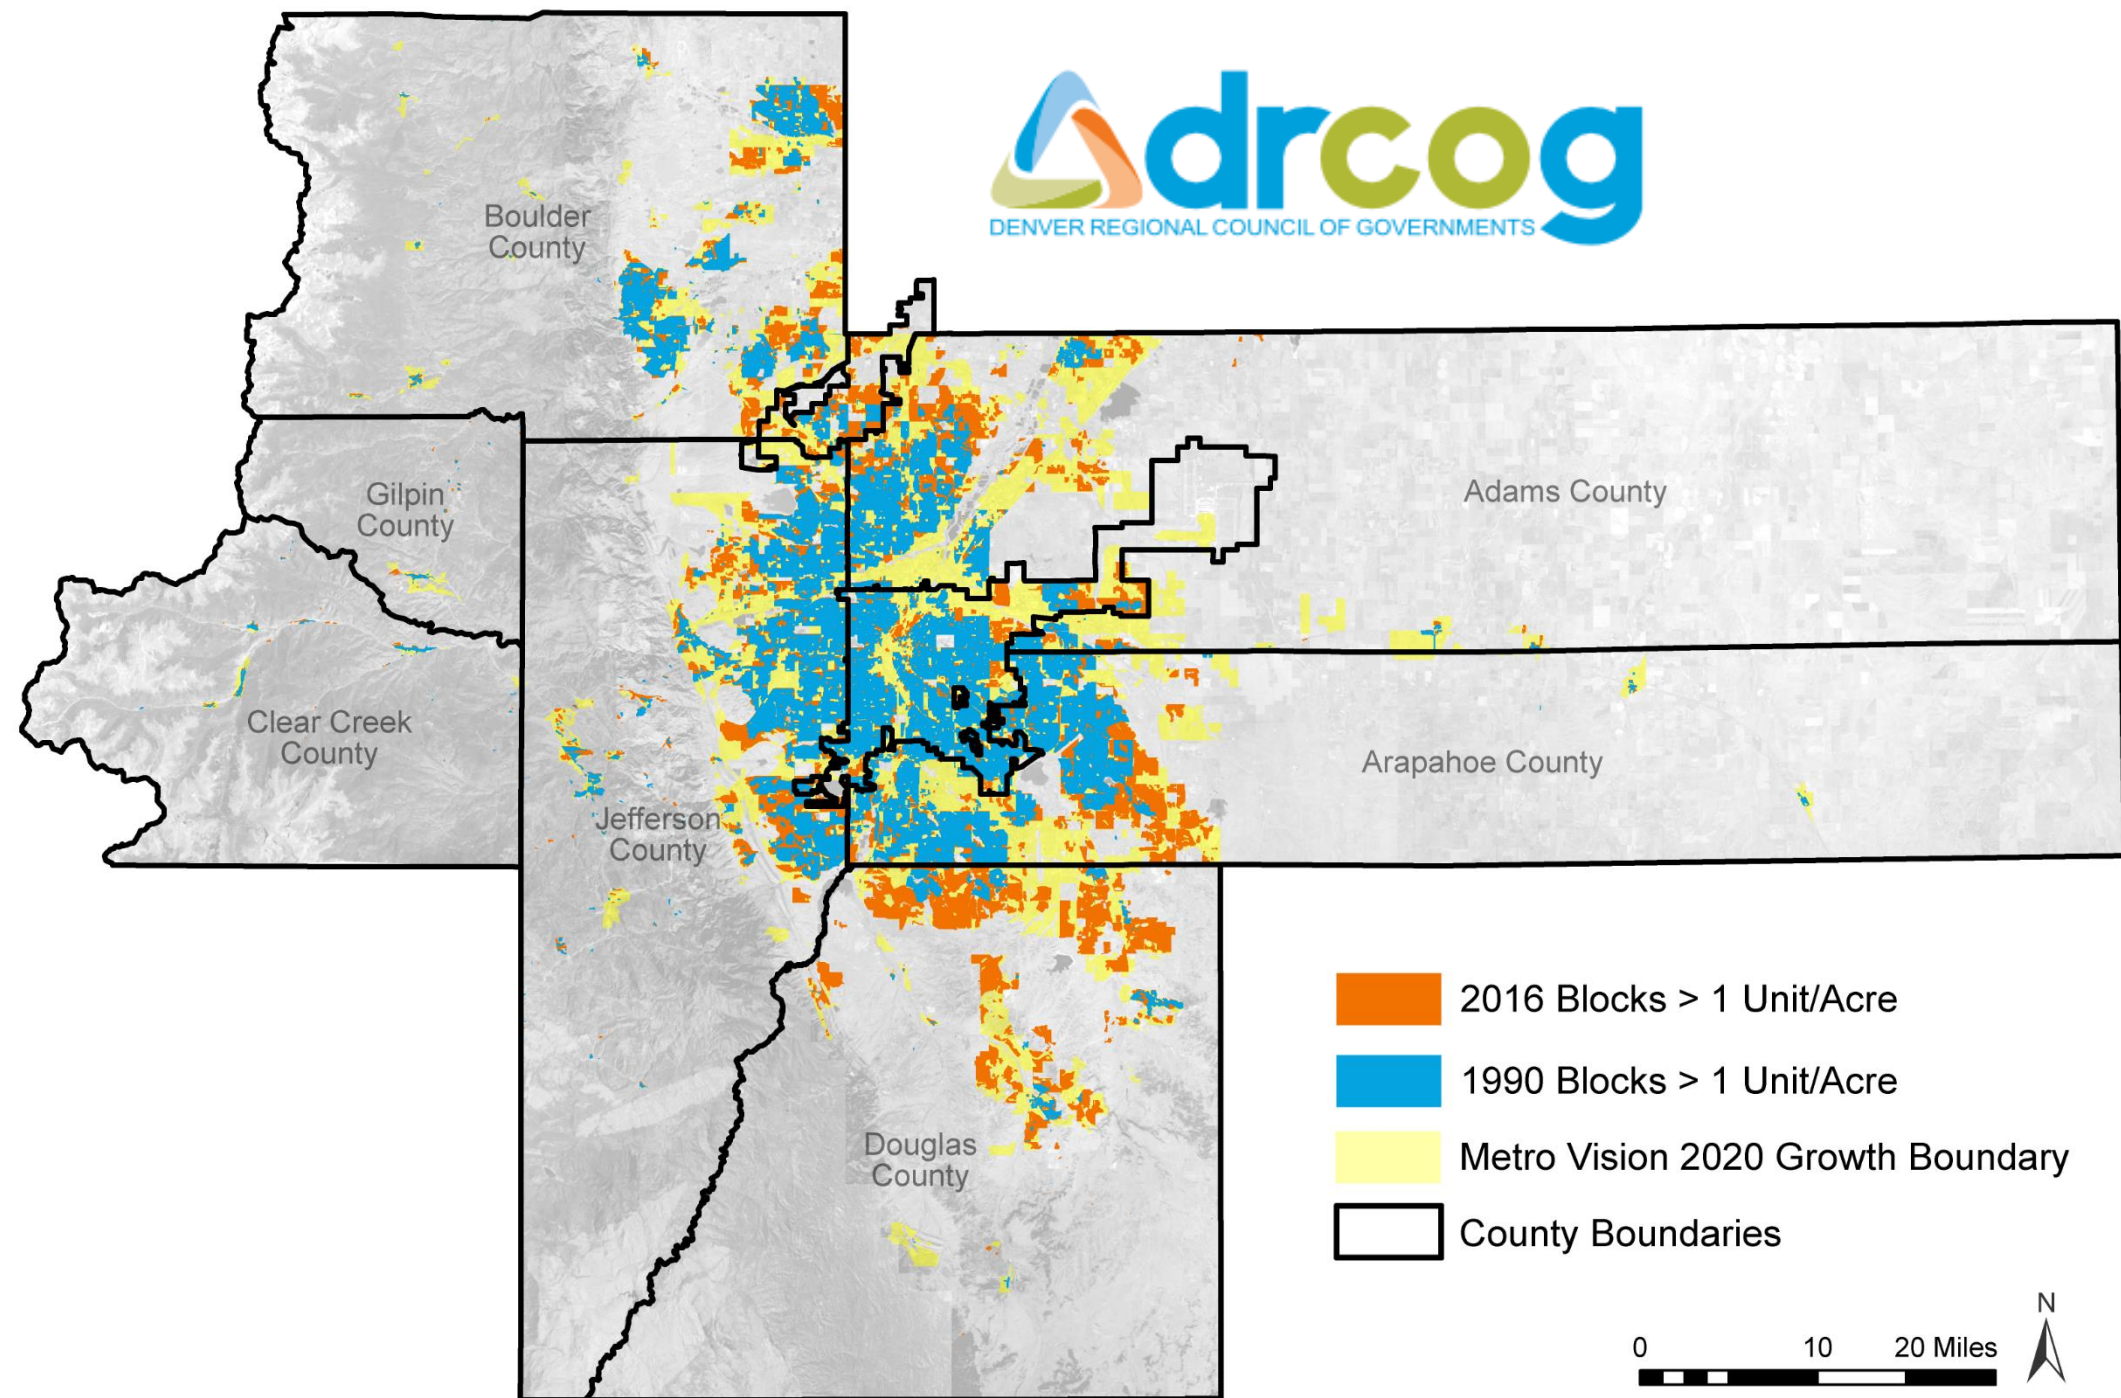 drcog
DENVER REGIONAL COUNCIL OF GOVERNMENTS
Boulder
County
Gilpin
County
Adams County
Clear Creek
County
Arapahoe County
Jefferson
County
Douglas
County
2016 Blocks > 1 Unit/Acre
1990 Blocks > 1 Unit/Acre
Metro Vision 2020 Growth Boundary
County Boundaries
N
0 10 20 Miles